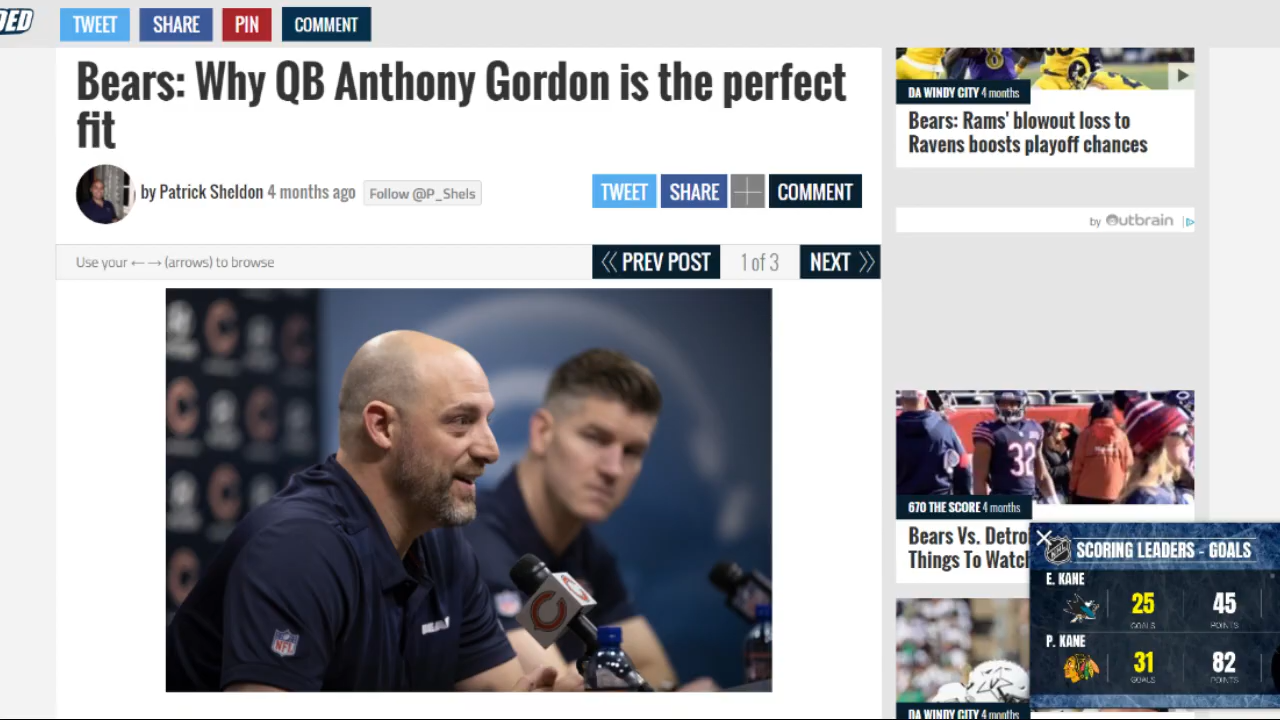 DED
TWEET SHARE PIN COMMENT
Bears: Why QB Anthony Gordon is the perfect
fit
by Patrick Sheldon 4 months ago Follow @P_Shels
TWEET SHARE COMMENT
Use your ← → (arrows) to browse
PREV POST 1 of 3 NEXT
NFL
DA WINDY CITY 4 months
Bears: Rams' blowout loss to
Ravens boosts playoff chances
by Outbrain
32
670 THE SCORE 4 months
Bears Vs. Detro
Things To Watch
DA WINDY CITY 4 months
NHL
SCORING LEADERS - GOALS
E. KANE
25 45
GOALS POINTS
P. KANE
31 82
GOALS POINTS